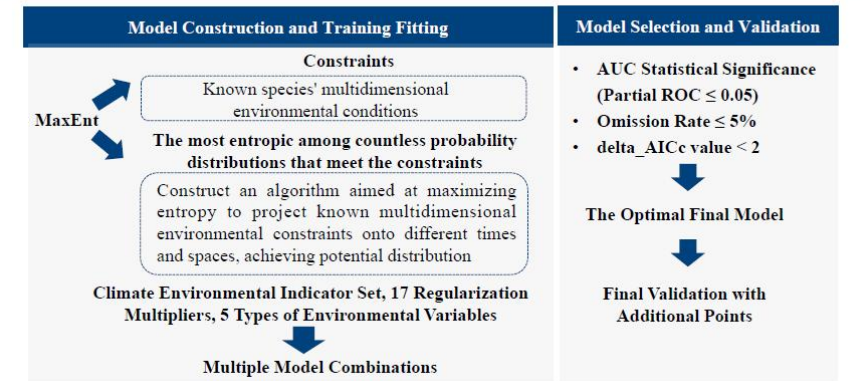 Model Construction and Training Fitting
Constraints
Known species' multidimensional
environmental conditions
MaxEnt
The most entropic among countless probability
distributions that meet the constraints
Construct an algorithm aimed at maximizing
entropy to project known multidimensional
environmental constraints onto different times
and spaces, achieving potential distribution
Climate Environmental Indicator Set, 17 Regularization
Multipliers, 5 Types of Environmental Variables
Multiple Model Combinations
Model Selection and Validation
• AUC Statistical Significance
(Partial ROC ≤ 0.05)
• Omission Rate ≤ 5%
• delta_AICc value < 2
The Optimal Final Model
Final Validation with
Additional Points